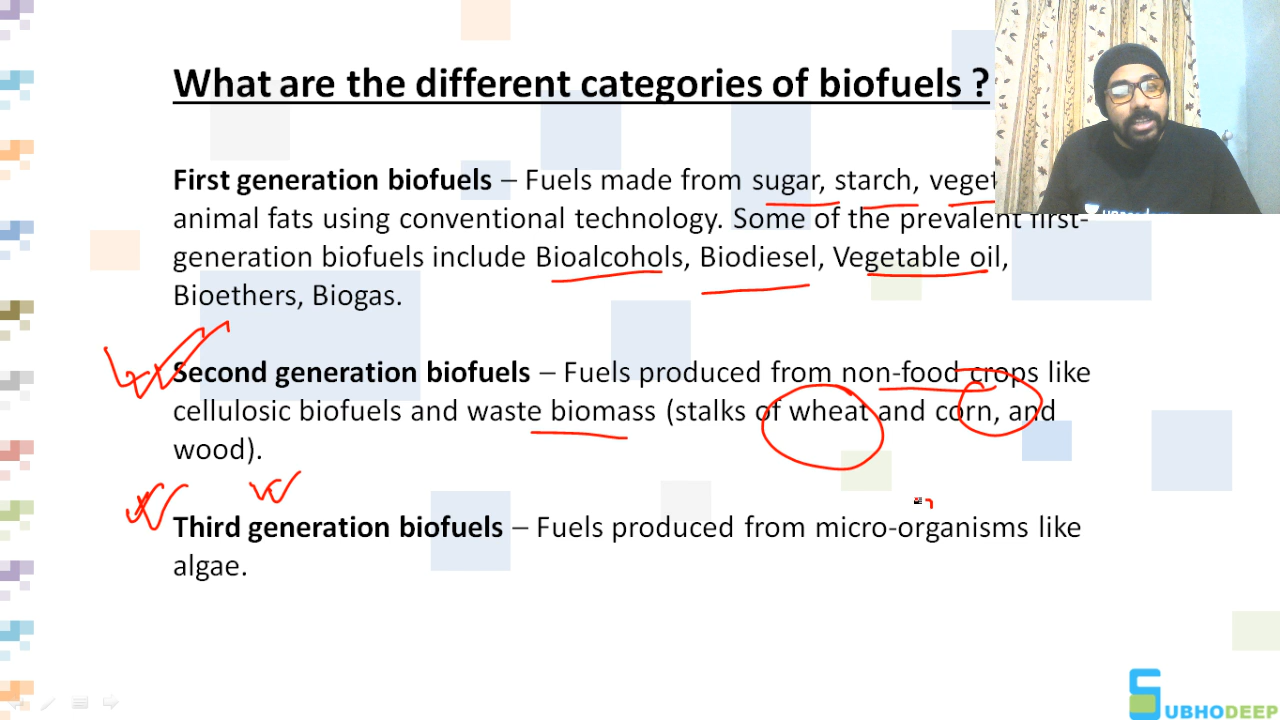 What are the different categories of biofuels ?
First generation biofuels – Fuels made from sugar, starch,
animal fats using conventional technology. Some of the prevalent first-
generation biofuels include Bioalcohols, Biodiesel, Vegetable oil,
Bioethers, Biogas.
Second generation biofuels – Fuels produced from non-food crops like
cellulosic biofuels and waste biomass (stalks of wheat and corn, and
wood).
Third generation biofuels – Fuels produced from micro-organisms like
algae.
SUBHODEEP